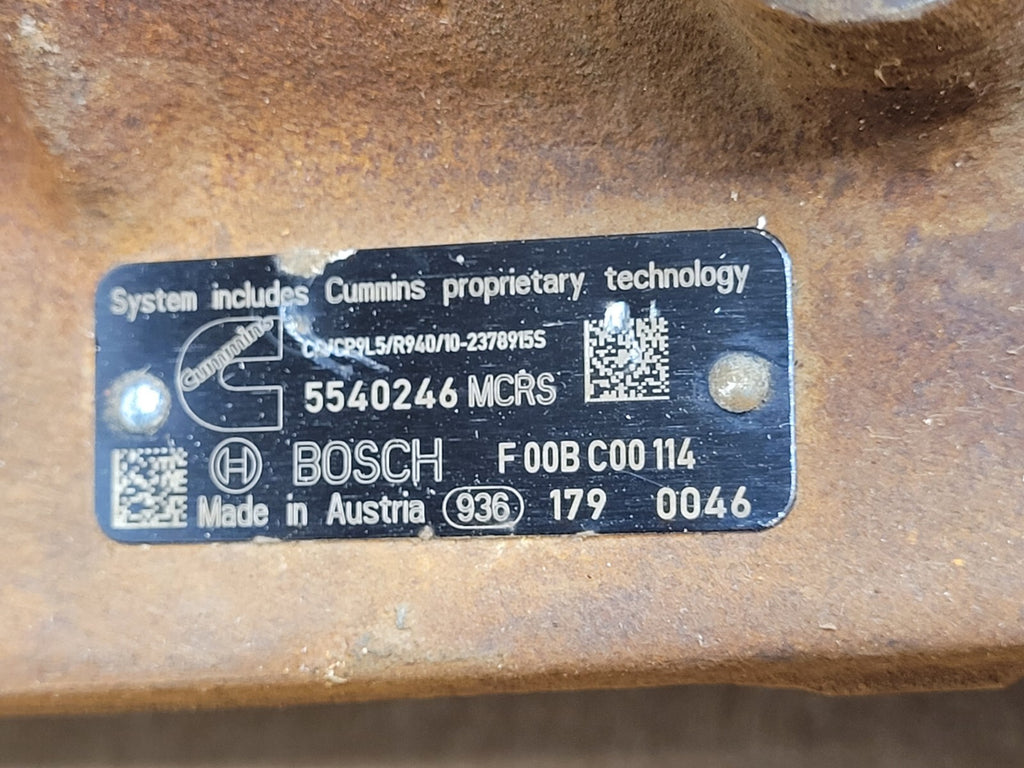 System includes Cummins proprietary technology
Cummins
/CP9L5/R940/10-2378915S
5540246 MCRS
BOSCH F 00B C00 114
Made in Austria 936 179 0046